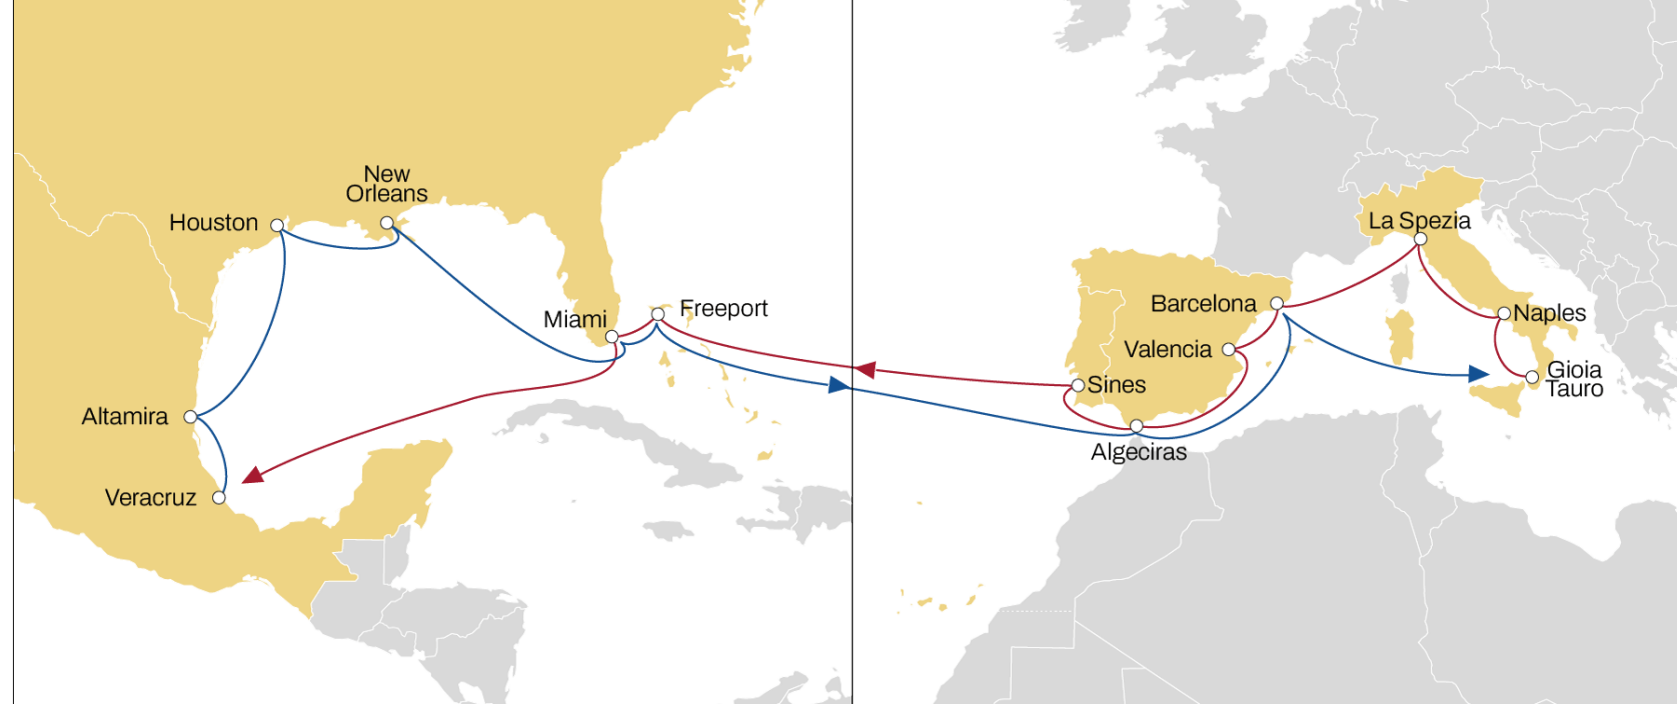 New
Orleans
Houston
Miami
Freeport
Altamira
Veracruz
La Spezia
Barcelona
Naples
Valencia
Gioia
Tauro
Sines
Algeciras